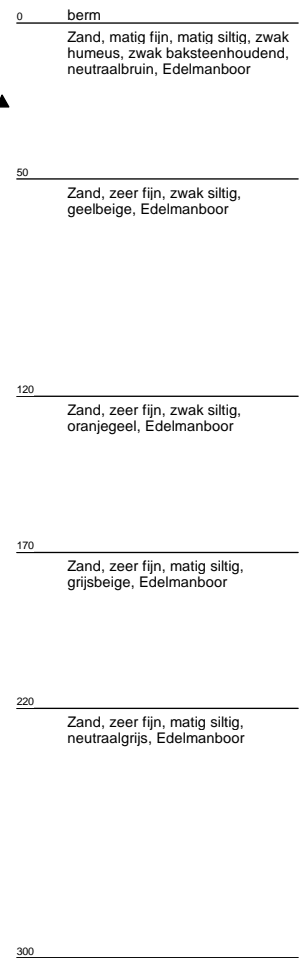 0 berm
Zand, matig fijn, matig siltig, zwak
humeus, zwak baksteenhoudend,
neutraalbruin, Edelmanboor
50
Zand, zeer fijn, zwak siltig,
geelbeige, Edelmanboor
120
Zand, zeer fijn, zwak siltig,
oranjegeel, Edelmanboor
170
Zand, zeer fijn, matig siltig,
grijsbeige, Edelmanboor
220
Zand, zeer fijn, matig siltig,
neutraalgrijs, Edelmanboor
300